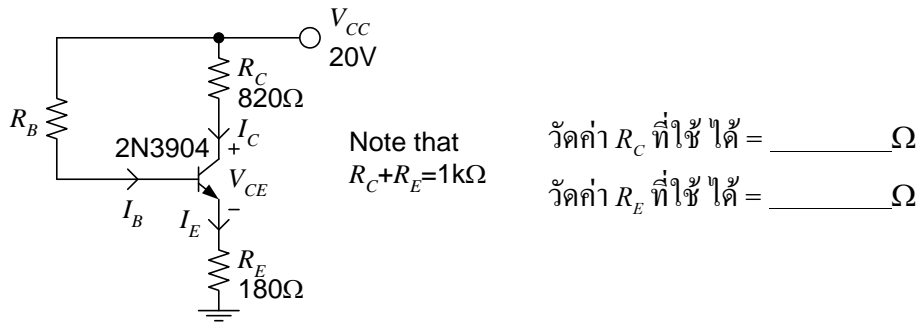 V_CC
20V
R_C
820Ω
R_B
I_C
2N3904
+
V_CE
I_B
−
I_E
R_E
180Ω
Note that
R_C+R_E=1kΩ
วัดค่า R_C ที่ใช้ ได้ = ________Ω
วัดค่า R_E ที่ใช้ ได้ = ________Ω